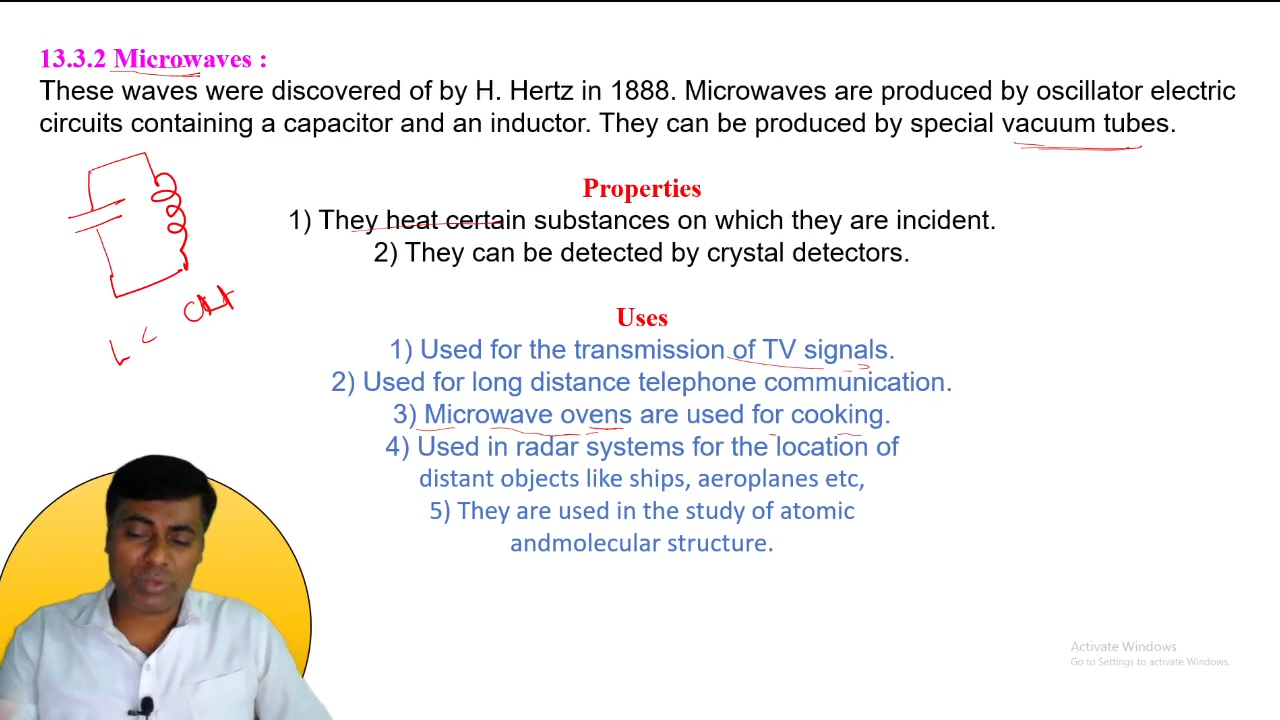 13.3.2 Microwaves :
These waves were discovered of by H. Hertz in 1888. Microwaves are produced by oscillator electric
circuits containing a capacitor and an inductor. They can be produced by special vacuum tubes.
Properties
1) They heat certain substances on which they are incident.
2) They can be detected by crystal detectors.
Uses
1) Used for the transmission of TV signals.
2) Used for long distance telephone communication.
3) Microwave ovens are used for cooking.
4) Used in radar systems for the location of
distant objects like ships, aeroplanes etc,
5) They are used in the study of atomic
andmolecular structure.
L C
Activate Windows
Go to Settings to activate Windows.